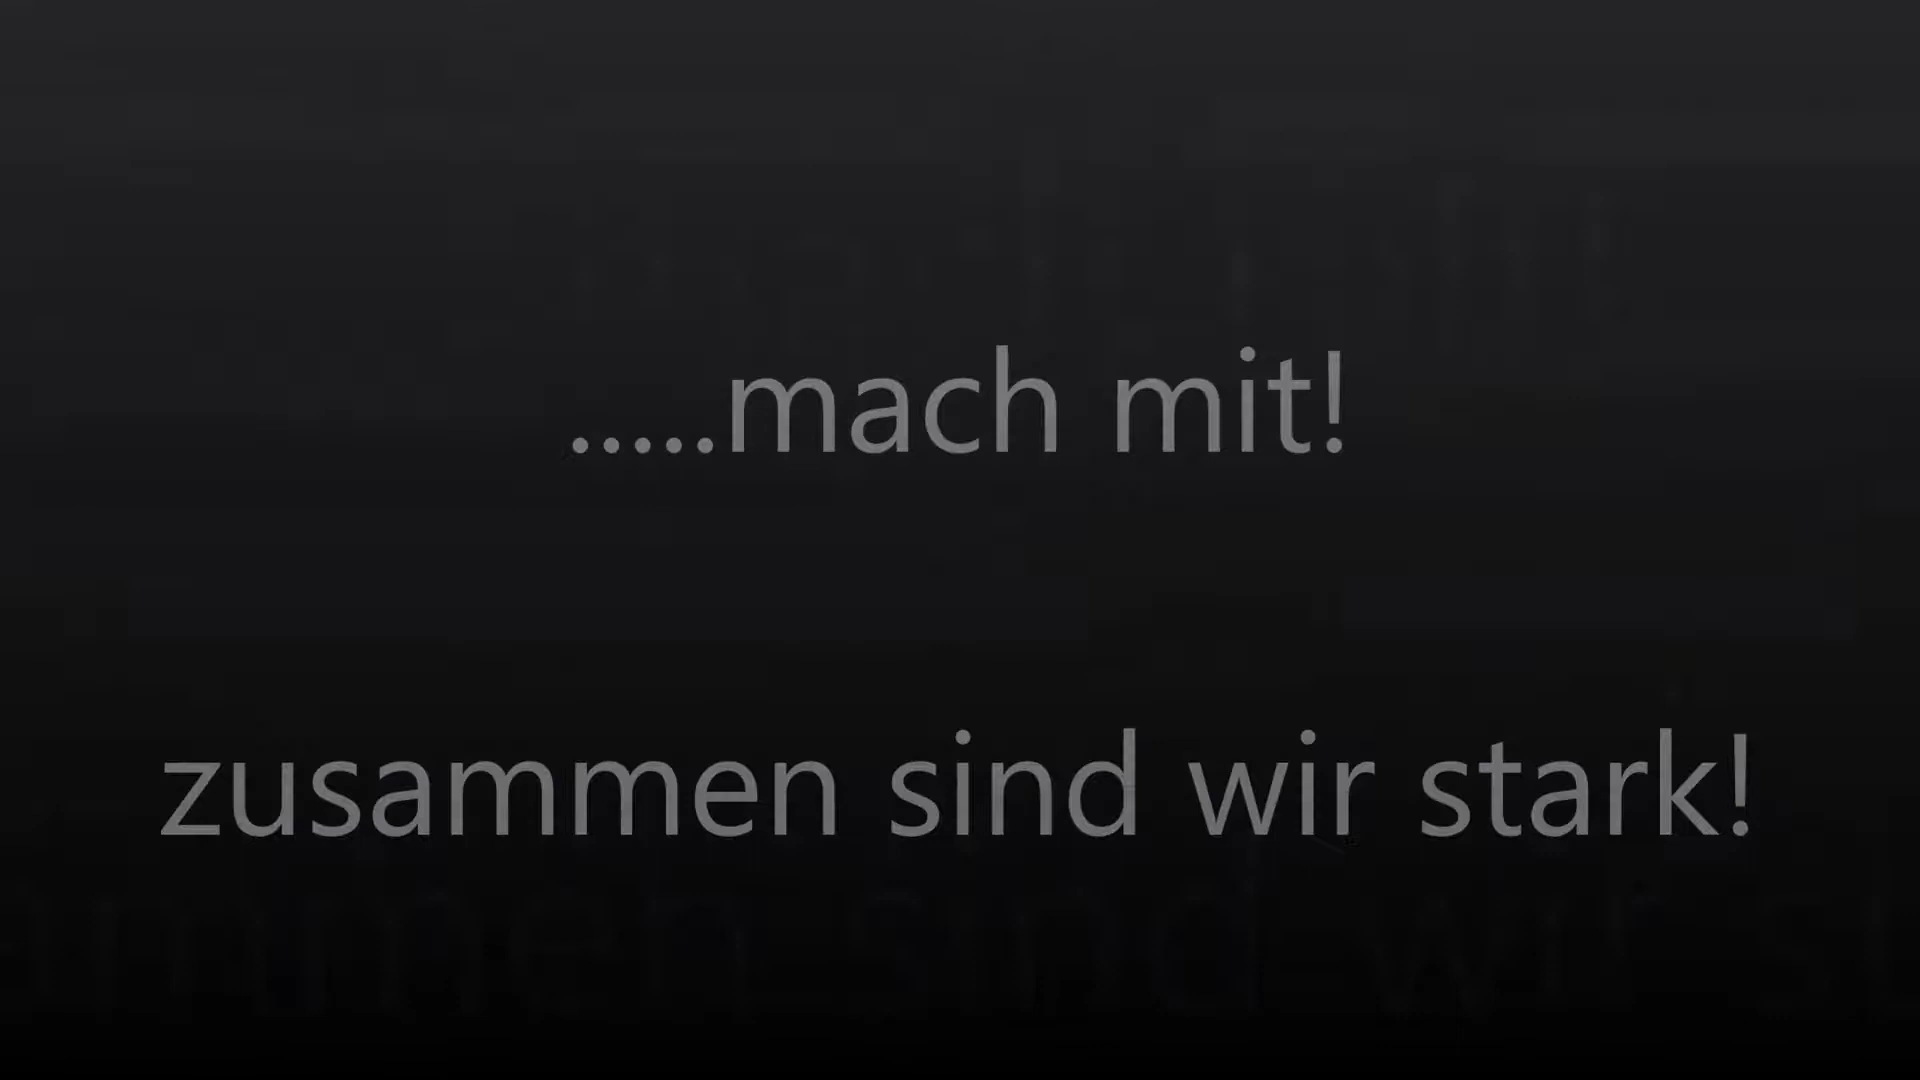 .....mach mit!
zusammen sind wir stark!